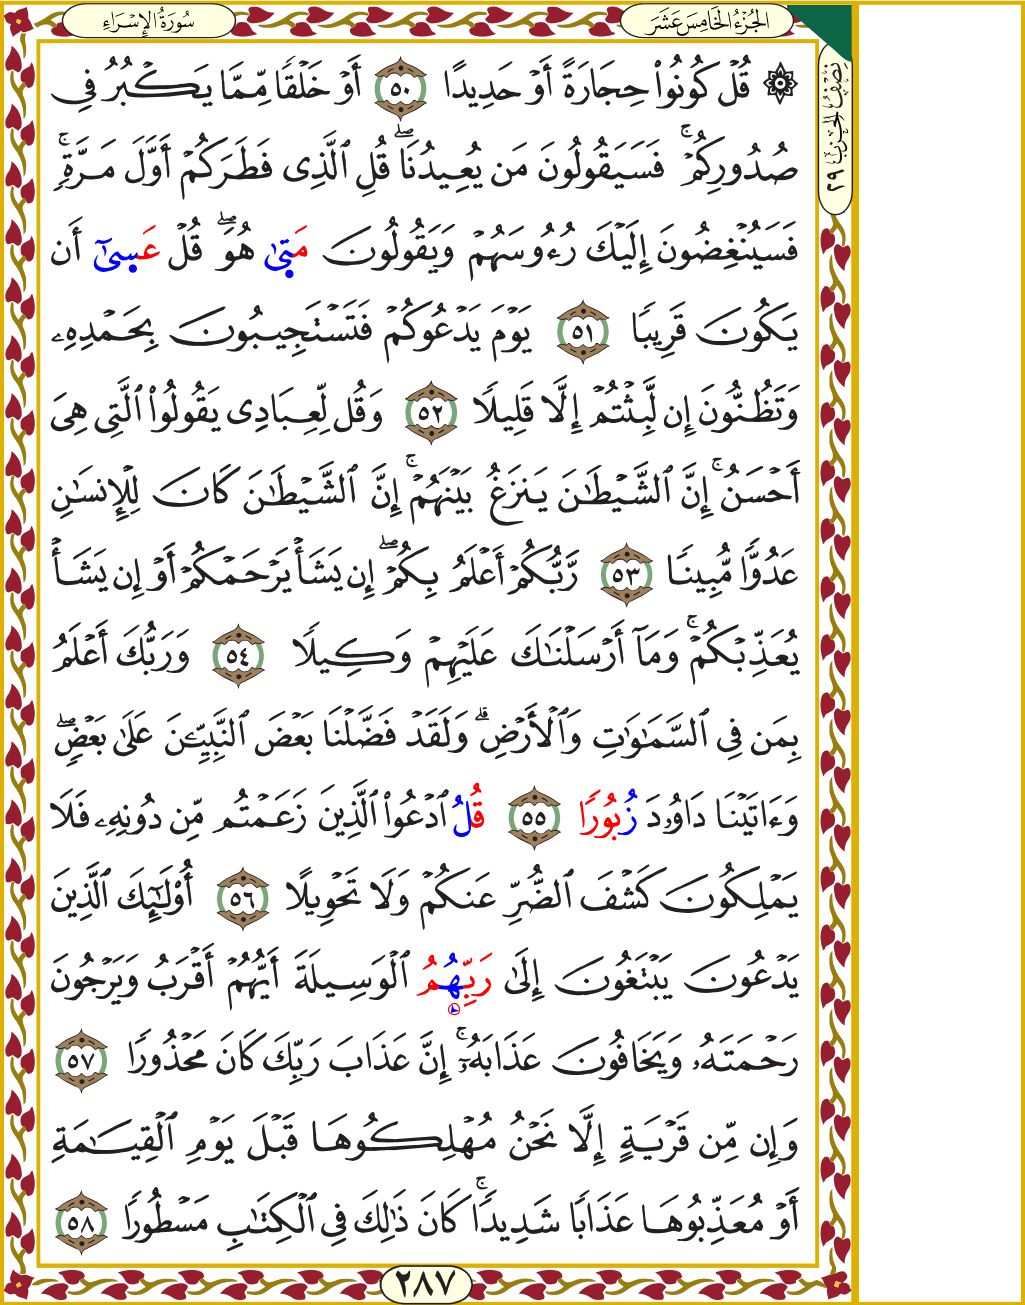 سُورَةُ الإِسْرَاءِ
الجُزْءُ الخَامِسَ عَشَرَ
نِصْفُ الحِزْبِ ٢٩
۞ قُلْ كُونُوا۟ حِجَارَةً أَوْ حَدِيدًا ٥٠ أَوْ خَلْقًا مِّمَّا يَكْبُرُ فِى
صُدُورِكُمْ ۚ فَسَيَقُولُونَ مَن يُعِيدُنَا ۖ قُلِ ٱلَّذِى فَطَرَكُمْ أَوَّلَ مَرَّةٍ ۚ
فَسَيُنْغِضُونَ إِلَيْكَ رُءُوسَهُمْ وَيَقُولُونَ مَتَىٰ هُوَ ۖ قُلْ عَسَىٰٓ أَن
يَكُونَ قَرِيبًا ٥١ يَوْمَ يَدْعُوكُمْ فَتَسْتَجِيبُونَ بِحَمْدِهِۦ
وَتَظُنُّونَ إِن لَّبِثْتُمْ إِلَّا قَلِيلًا ٥٢ وَقُل لِّعِبَادِى يَقُولُوا۟ ٱلَّتِى هِىَ
أَحْسَنُ ۚ إِنَّ ٱلشَّيْطَـٰنَ يَنزَغُ بَيْنَهُمْ ۚ إِنَّ ٱلشَّيْطَـٰنَ كَانَ لِلْإِنسَـٰنِ
عَدُوًّا مُّبِينًا ٥٣ رَّبُّكُمْ أَعْلَمُ بِكُمْ ۖ إِن يَشَأْ يَرْحَمْكُمْ أَوْ إِن يَشَأْ
يُعَذِّبْكُمْ ۚ وَمَآ أَرْسَلْنَـٰكَ عَلَيْهِمْ وَكِيلًا ٥٤ وَرَبُّكَ أَعْلَمُ
بِمَن فِى ٱلسَّمَـٰوَٰتِ وَٱلْأَرْضِ ۗ وَلَقَدْ فَضَّلْنَا بَعْضَ ٱلنَّبِيِّـۧنَ عَلَىٰ بَعْضٍ ۖ
وَءَاتَيْنَا دَاوُۥدَ زُبُورًا ٥٥ قُلُ ٱدْعُوا۟ ٱلَّذِينَ زَعَمْتُم مِّن دُونِهِۦ فَلَا
يَمْلِكُونَ كَشْفَ ٱلضُّرِّ عَنكُمْ وَلَا تَحْوِيلًا ٥٦ أُو۟لَـٰٓئِكَ ٱلَّذِينَ
يَدْعُونَ يَبْتَغُونَ إِلَىٰ رَبِّهُمُ ٱلْوَسِيلَةَ أَيُّهُمْ أَقْرَبُ وَيَرْجُونَ
رَحْمَتَهُۥ وَيَخَافُونَ عَذَابَهُۥٓ ۚ إِنَّ عَذَابَ رَبِّكَ كَانَ مَحْذُورًا ٥٧
وَإِن مِّن قَرْيَةٍ إِلَّا نَحْنُ مُهْلِكُوهَا قَبْلَ يَوْمِ ٱلْقِيَـٰمَةِ
أَوْ مُعَذِّبُوهَا عَذَابًا شَدِيدًا ۚ كَانَ ذَٰلِكَ فِى ٱلْكِتَـٰبِ مَسْطُورًا ٥٨
٢٨٧